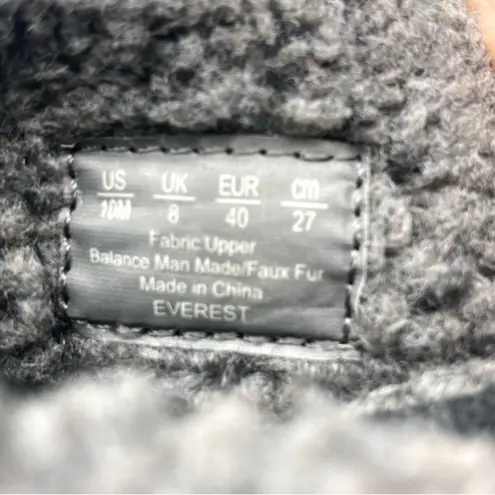 US UK EUR cm
10M 8 40 27
Fabric Upper
Balance Man Made/Faux Fur
Made in China
EVEREST